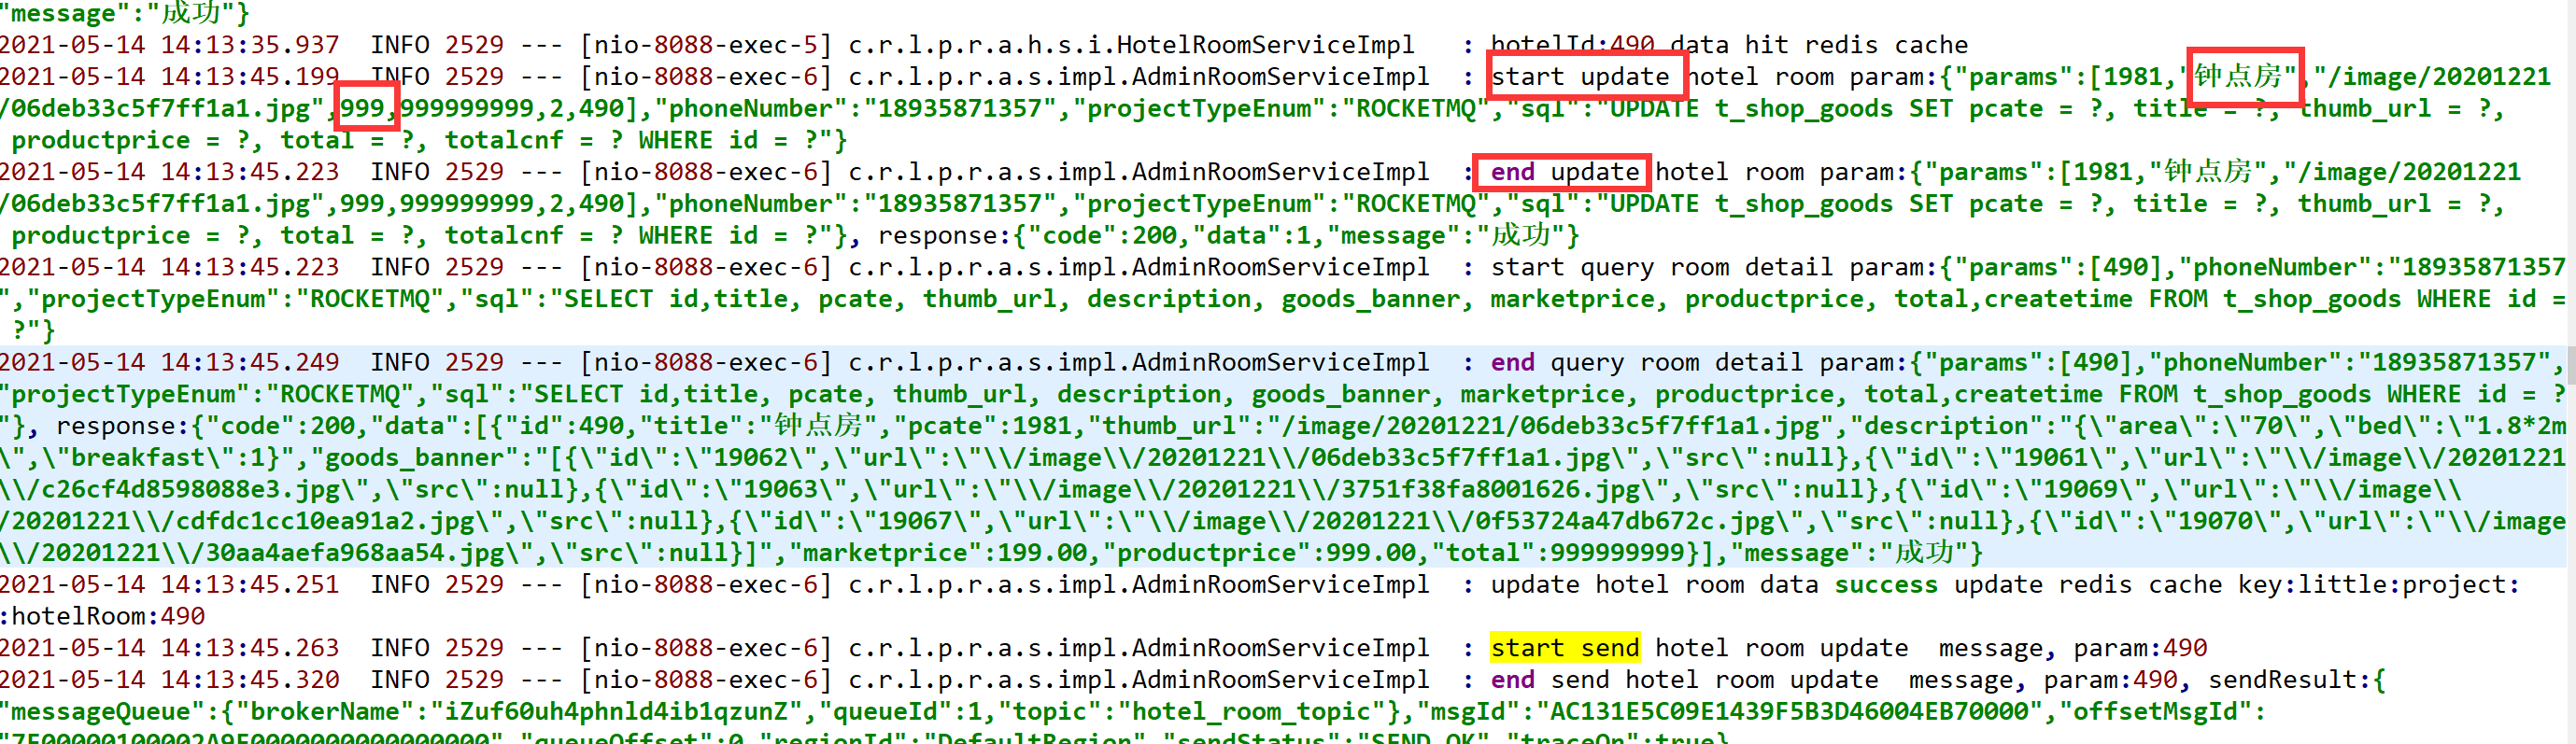 "message":"成功"}
2021-05-14 14:13:35.937  INFO 2529 --- [nio-8088-exec-5] c.r.l.p.r.a.h.s.i.HotelRoomServiceImpl   : hotelId:490 data hit redis cache
2021-05-14 14:13:45.199  INFO 2529 --- [nio-8088-exec-6] c.r.l.p.r.a.s.impl.AdminRoomServiceImpl  : start update hotel room param:{"params":[1981,"钟点房","/image/20201221
/06deb33c5f7ff1a1.jpg",999,999999999,2,490],"phoneNumber":"18935871357","projectTypeEnum":"ROCKETMQ","sql":"UPDATE t_shop_goods SET pcate = ?, title = ?, thumb_url = ?,
productprice = ?, total = ?, totalcnf = ? WHERE id = ?"}
2021-05-14 14:13:45.223  INFO 2529 --- [nio-8088-exec-6] c.r.l.p.r.a.s.impl.AdminRoomServiceImpl  : end update hotel room param:{"params":[1981,"钟点房","/image/20201221
/06deb33c5f7ff1a1.jpg",999,999999999,2,490],"phoneNumber":"18935871357","projectTypeEnum":"ROCKETMQ","sql":"UPDATE t_shop_goods SET pcate = ?, title = ?, thumb_url = ?,
productprice = ?, total = ?, totalcnf = ? WHERE id = ?"}, response:{"code":200,"data":1,"message":"成功"}
2021-05-14 14:13:45.223  INFO 2529 --- [nio-8088-exec-6] c.r.l.p.r.a.s.impl.AdminRoomServiceImpl  : start query room detail param:{"params":[490],"phoneNumber":"18935871357
","projectTypeEnum":"ROCKETMQ","sql":"SELECT id,title, pcate, thumb_url, description, goods_banner, marketprice, productprice, total,createtime FROM t_shop_goods WHERE id =
?"}
2021-05-14 14:13:45.249  INFO 2529 --- [nio-8088-exec-6] c.r.l.p.r.a.s.impl.AdminRoomServiceImpl  : end query room detail param:{"params":[490],"phoneNumber":"18935871357",
"projectTypeEnum":"ROCKETMQ","sql":"SELECT id,title, pcate, thumb_url, description, goods_banner, marketprice, productprice, total,createtime FROM t_shop_goods WHERE id = ?
"}, response:{"code":200,"data":[{"id":490,"title":"钟点房","pcate":1981,"thumb_url":"/image/20201221/06deb33c5f7ff1a1.jpg","description":"{\"area\":\"70\",\"bed\":\"1.8*2m
\",\"breakfast\":1}","goods_banner":"[{\"id\":\"19062\",\"url\":\"\\/image\\/20201221\\/06deb33c5f7ff1a1.jpg\",\"src\":null},{\"id\":\"19061\",\"url\":\"\\/image\\/20201221
\\/c26cf4d8598088e3.jpg\",\"src\":null},{\"id\":\"19063\",\"url\":\"\\/image\\/20201221\\/3751f38fa8001626.jpg\",\"src\":null},{\"id\":\"19069\",\"url\":\"\\/image\\
/20201221\\/cdfdc1cc10ea91a2.jpg\",\"src\":null},{\"id\":\"19067\",\"url\":\"\\/image\\/20201221\\/0f53724a47db672c.jpg\",\"src\":null},{\"id\":\"19070\",\"url\":\"\\/image
\\/20201221\\/30aa4aefa968aa54.jpg\",\"src\":null}]","marketprice":199.00,"productprice":999.00,"total":999999999}],"message":"成功"}
2021-05-14 14:13:45.251  INFO 2529 --- [nio-8088-exec-6] c.r.l.p.r.a.s.impl.AdminRoomServiceImpl  : update hotel room data success update redis cache key:little:project:
:hotelRoom:490
2021-05-14 14:13:45.263  INFO 2529 --- [nio-8088-exec-6] c.r.l.p.r.a.s.impl.AdminRoomServiceImpl  : start send hotel room update  message, param:490
2021-05-14 14:13:45.320  INFO 2529 --- [nio-8088-exec-6] c.r.l.p.r.a.s.impl.AdminRoomServiceImpl  : end send hotel room update  message, param:490, sendResult:{
"messageQueue":{"brokerName":"iZuf60uh4phnld4ib1qzunZ","queueId":1,"topic":"hotel_room_topic"},"msgId":"AC131E5C09E1439F5B3D46004EB70000","offsetMsgId":
"queueOffset":0,"regionId":"DefaultRegion","sendStatus":"SEND_OK","traceOn":true}